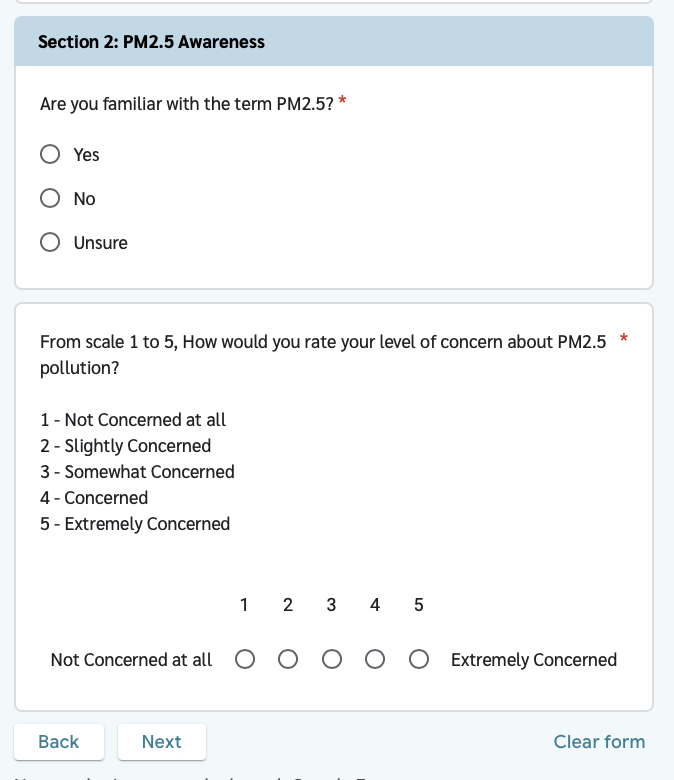 Section 2: PM2.5 Awareness
Are you familiar with the term PM2.5? *
Yes
No
Unsure
From scale 1 to 5, How would you rate your level of concern about PM2.5 *
pollution?
1 - Not Concerned at all
2 - Slightly Concerned
3 - Somewhat Concerned
4 - Concerned
5 - Extremely Concerned
1 2 3 4 5
Not Concerned at all Extremely Concerned
Back Next Clear form